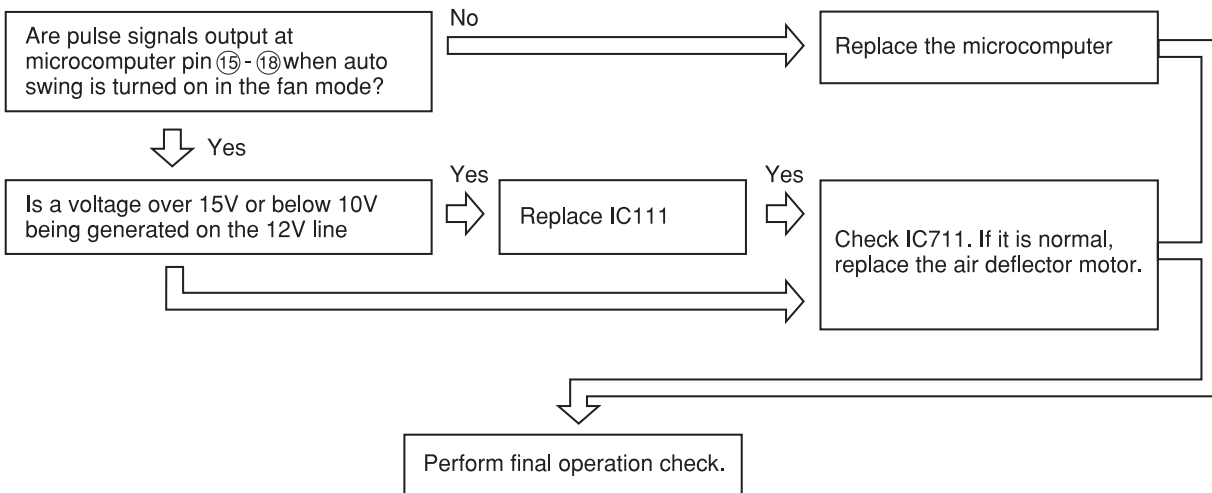 No
Are pulse signals output at
microcomputer pin ⑮ - ⑱ when auto
swing is turned on in the fan mode?
Replace the microcomputer
Yes
Is a voltage over 15V or below 10V
being generated on the 12V line
Yes
Replace IC111
Yes
Check IC711. If it is normal,
replace the air deflector motor.
Perform final operation check.